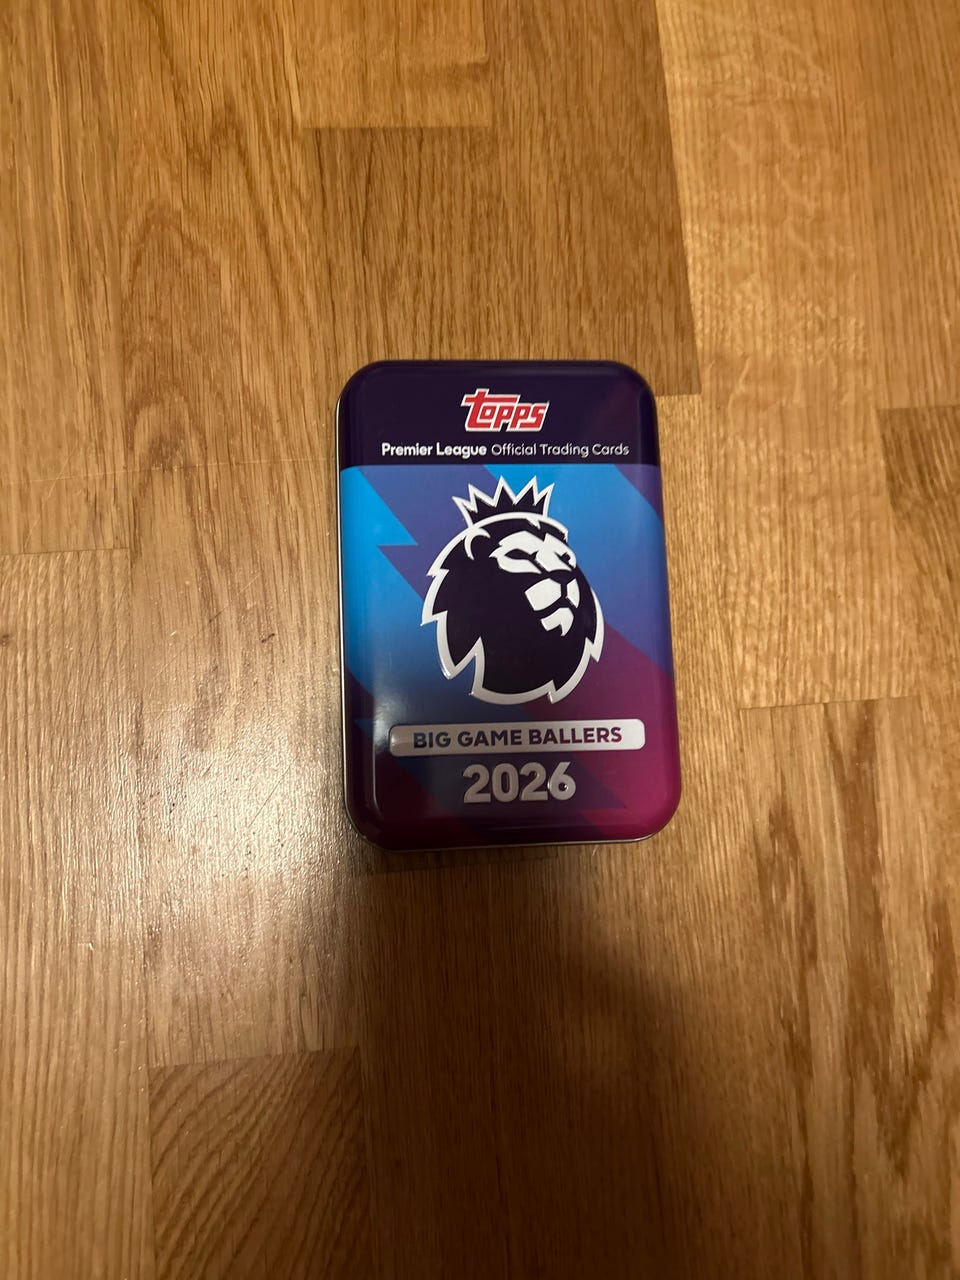 Topps
Premier League Official Trading Cards
BIG GAME BALLERS
2026